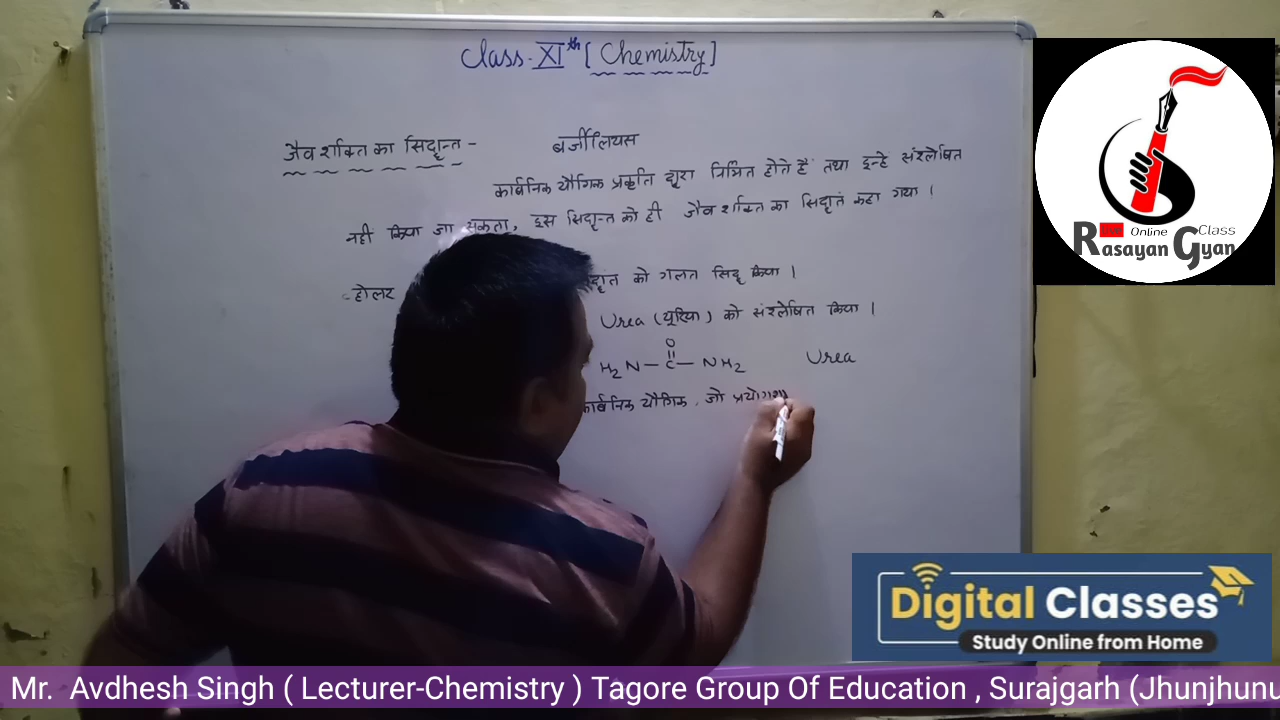 Class-XIth [Chemistry]
जैव शक्ति का सिद्धान्त - बर्जीलियस
कार्बनिक यौगिक प्रकृति द्वारा निर्मित होते हैं तथा इन्हे संश्लेषित
नही किया जा सकता, इस सिद्धान्त को ही जैव शक्ति का सिद्धांत कहा गया ।
-होलर
को गलत सिद्ध किया ।
Urea (यूरिया) को संश्लेषित किया ।
O
H2N-C-NH2 Urea
कार्बनिक यौगिक, जो प्रयोगशा
Live Online Class
Rasayan Gyan
Digital Classes
Study Online from Home
Mr. Avdhesh Singh ( Lecturer-Chemistry ) Tagore Group Of Education , Surajgarh (Jhunjhunu